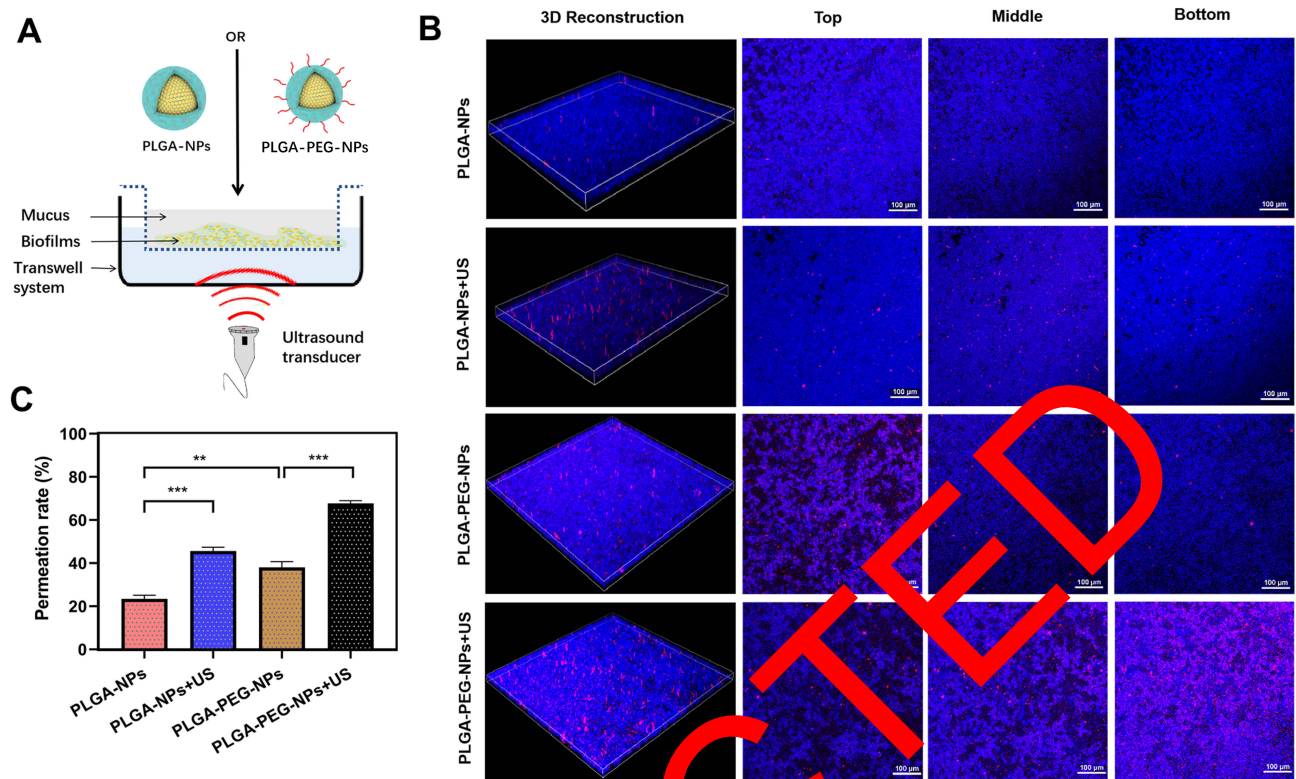 A
OR
PLGA-NPs
PLGA-PEG-NPs
Mucus
Biofilms
Transwell
system
Ultrasound
transducer
B
3D Reconstruction
Top
Middle
Bottom
PLGA-NPs
100 µm
100 µm
100 µm
PLGA-NPs+US
100 µm
100 µm
100 µm
PLGA-PEG-NPs
100 µm
100 µm
100 µm
PLGA-PEG-NPs+US
100 µm
100 µm
100 µm
CTED
C
Permeation rate (%)
100
80
60
40
20
0
**
***
***
PLGA-NPs
PLGA-NPs+US
PLGA-PEG-NPs
PLGA-PEG-NPs+US